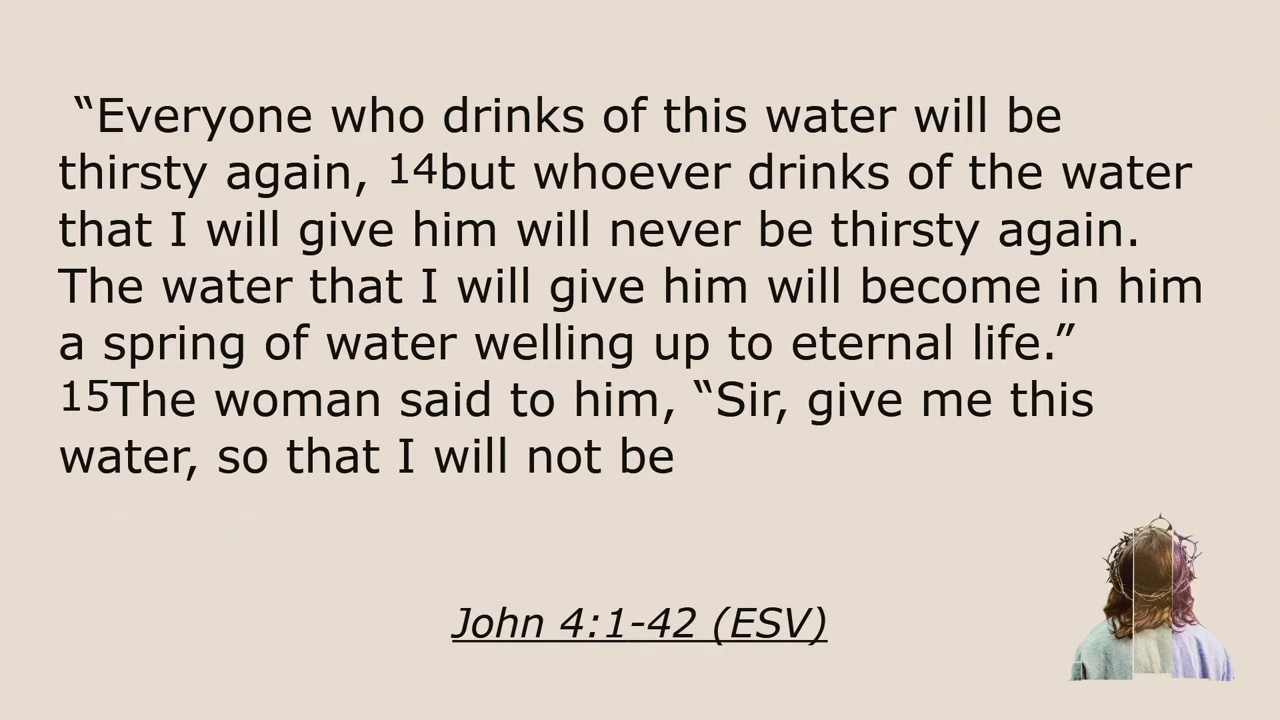 “Everyone who drinks of this water will be
thirsty again, 14but whoever drinks of the water
that I will give him will never be thirsty again.
The water that I will give him will become in him
a spring of water welling up to eternal life.”
15The woman said to him, “Sir, give me this
water, so that I will not be
John 4:1-42 (ESV)